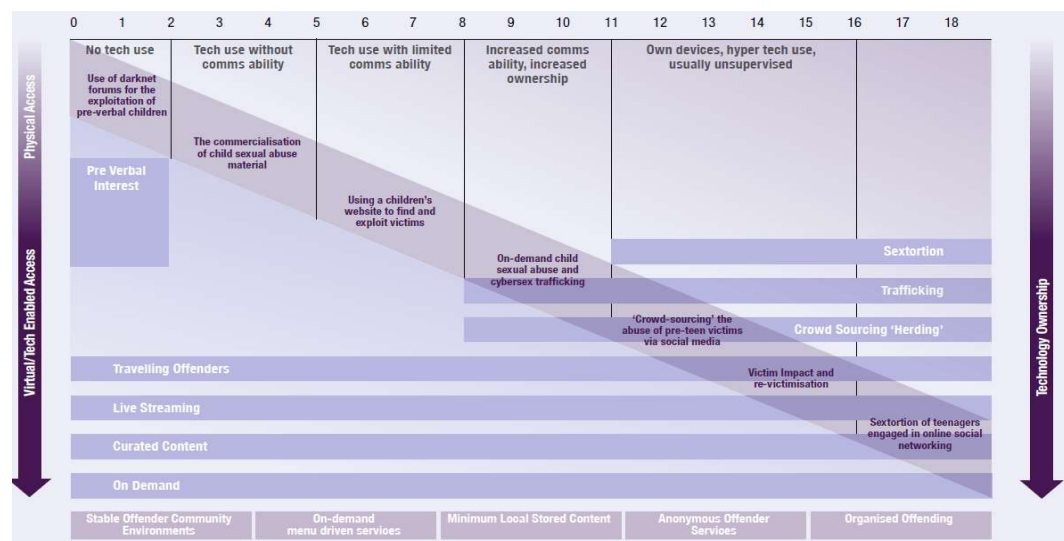 0 1 2 3 4 5 6 7 8 9 10 11 12 13 14 15 16 17 18
No tech use
Tech use without
comms ability
Tech use with limited
comms ability
Increased comms
ability, increased
ownership
Own devices, hyper tech use,
usually unsupervised
Physical Access
Virtual/Tech Enabled Access
Technology Ownership
Use of darknet
forums for the
exploitation of
pre-verbal children
The commercialisation
of child sexual abuse
material
Pre Verbal
Interest
Using a children's
website to find and
exploit victims
On-demand child
sexual abuse and
cybersex trafficking
Sextortion
Trafficking
'Crowd-sourcing' the
abuse of pre-teen victims
via social media
Crowd Sourcing 'Herding'
Travelling Offenders
Victim Impact and
re-victimisation
Live Streaming
Sextortion of teenagers
engaged in online social
networking
Curated Content
On Demand
Stable Offender Community
Environments
On-demand
menu driven services
Minimum Local Stored Content
Anonymous Offender
Services
Organised Offending